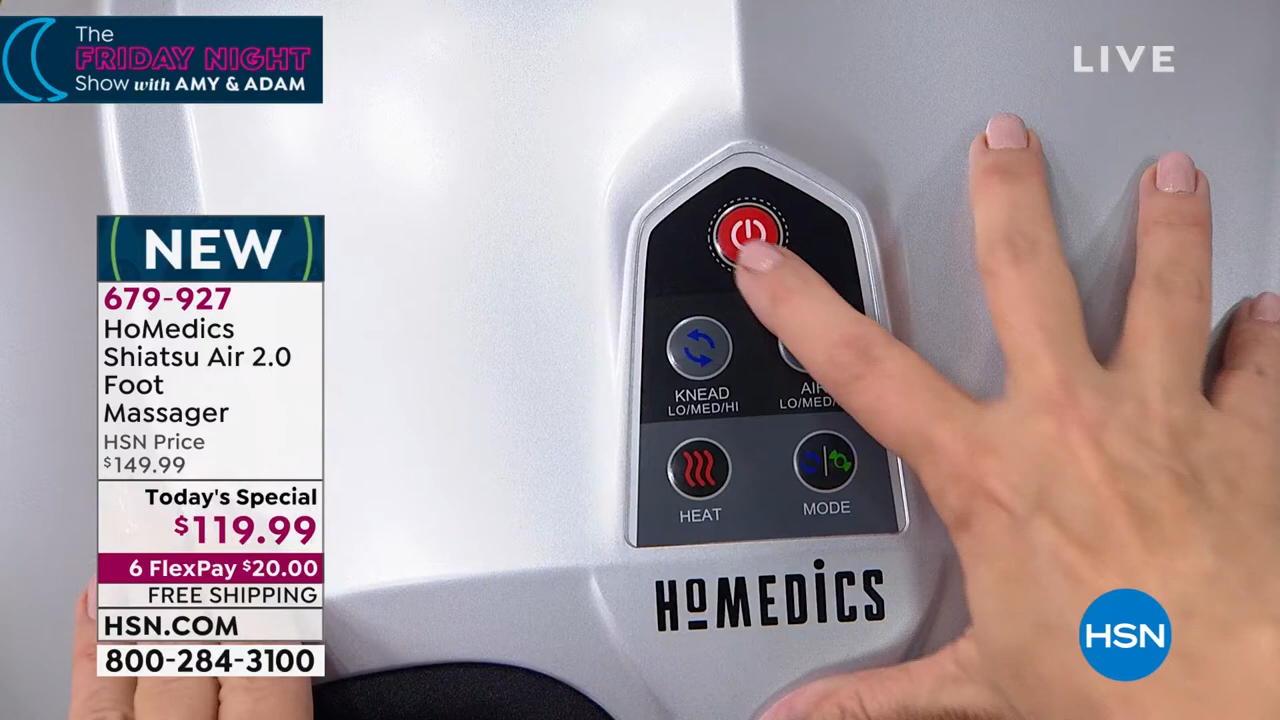 The
FRIDAY NIGHT
Show with AMY & ADAM
LIVE
NEW
679-927
HoMedics
Shiatsu Air 2.0
Foot
Massager
HSN Price
$149.99
Today's Special
$119.99
6 FlexPay $20.00
FREE SHIPPING
HSN.COM
800-284-3100
KNEAD
LO/MED/HI
LO/MED/
HEAT
MODE
HOMEDICS
HSN